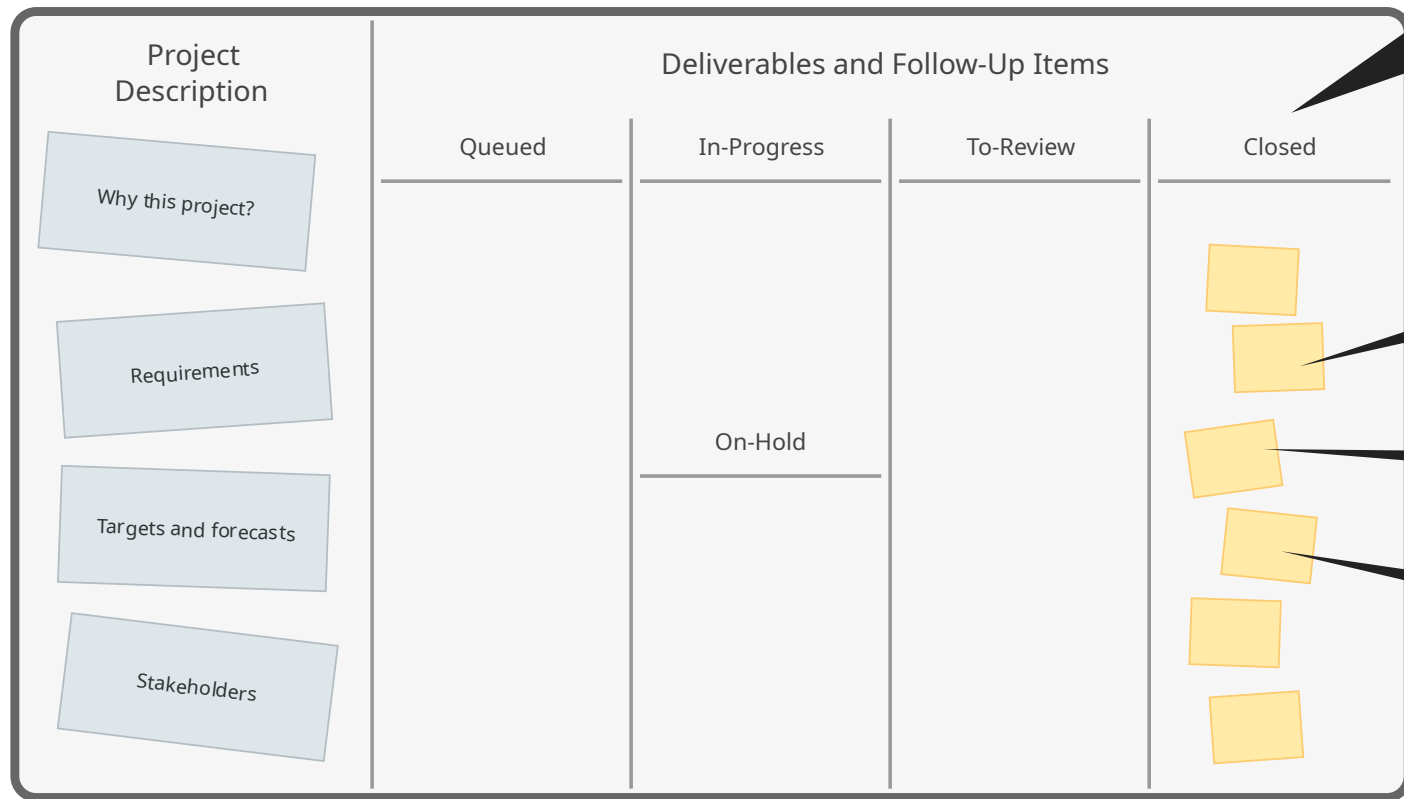 Project
Description
Deliverables and Follow-Up Items
Queued
In-Progress
To-Review
Closed
Why this project?
Requirements
On-Hold
Targets and forecasts
Stakeholders